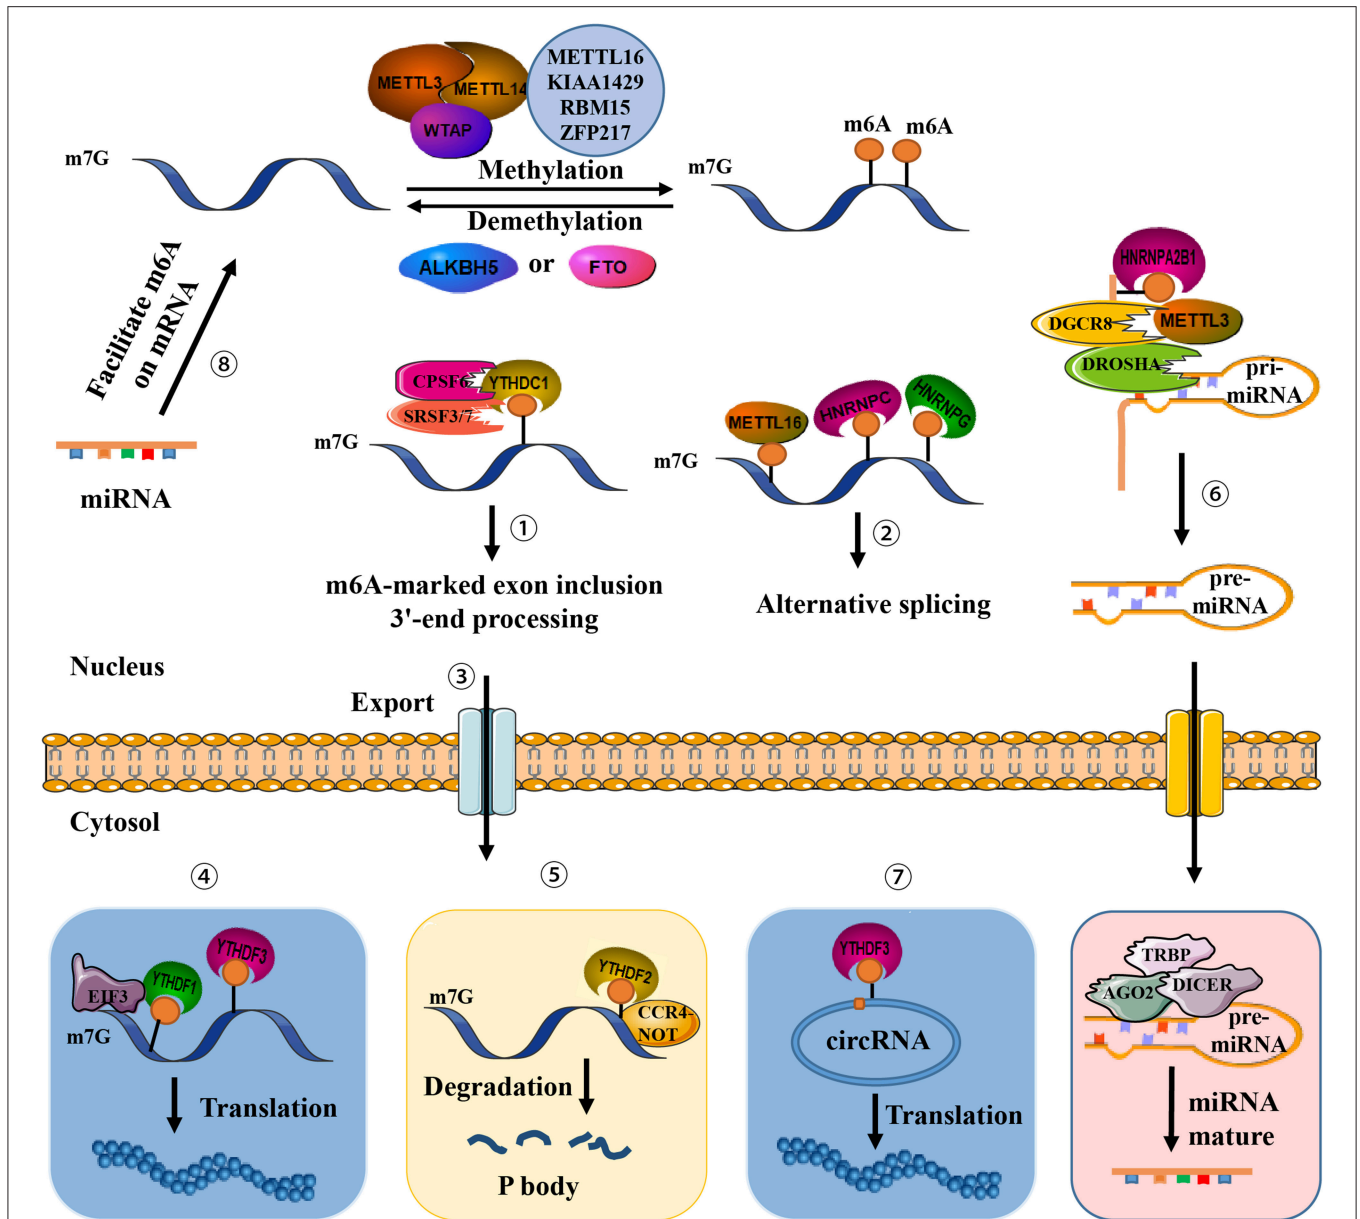 METTL3
METTL14
WTAP
METTL16
KIAA1429
RBM15
ZFP217
m7G
Methylation
Demethylation
ALKBH5
or
FTO
m7G
m6A
m6A
Facilitate m6A
on mRNA
⑧
miRNA
CPSF6
YTHDC1
SRSF3/7
m7G
①
m6A-marked exon inclusion
3'-end processing
METTL16
HNRNPC
HNRNPG
m7G
②
Alternative splicing
HNRNPA2B1
DGCR8
METTL3
DROSHA
pri-
miRNA
⑥
pre-
miRNA
Nucleus
③
Export
Cytosol
④
EIF3
YTHDF1
YTHDF3
m7G
Translation
⑤
YTHDF2
m7G
CCR4-
NOT
Degradation
P body
⑦
YTHDF3
circRNA
Translation
TRBP
AGO2
DICER
pre-
miRNA
miRNA
mature